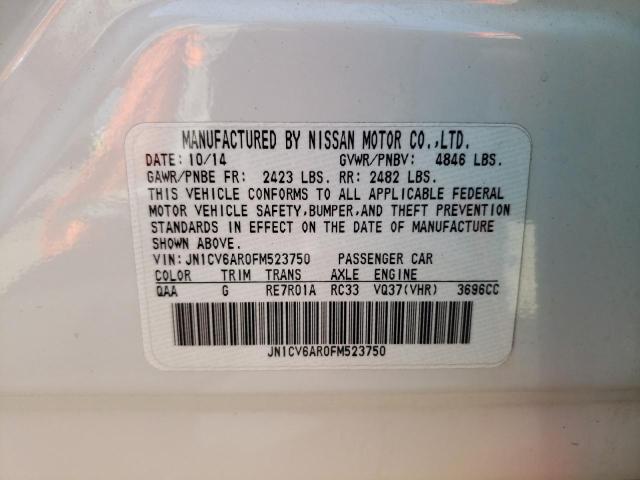 MANUFACTURED BY NISSAN MOTOR CO.,LTD.
DATE: 10/14 GVWR/PNBV: 4846 LBS.
GAWR/PNBE FR: 2423 LBS. RR: 2482 LBS.
THIS VEHICLE CONFORMS TO ALL APPLICABLE FEDERAL
MOTOR VEHICLE SAFETY,BUMPER,AND THEFT PREVENTION
STANDARDS IN EFFECT ON THE DATE OF MANUFACTURE
SHOWN ABOVE.
VIN: JN1CV6AR0FM523750 PASSENGER CAR
COLOR TRIM TRANS AXLE ENGINE
QAA G RE7R01A RC33 VQ37(VHR) 3696CC
JN1CV6AR0FM523750